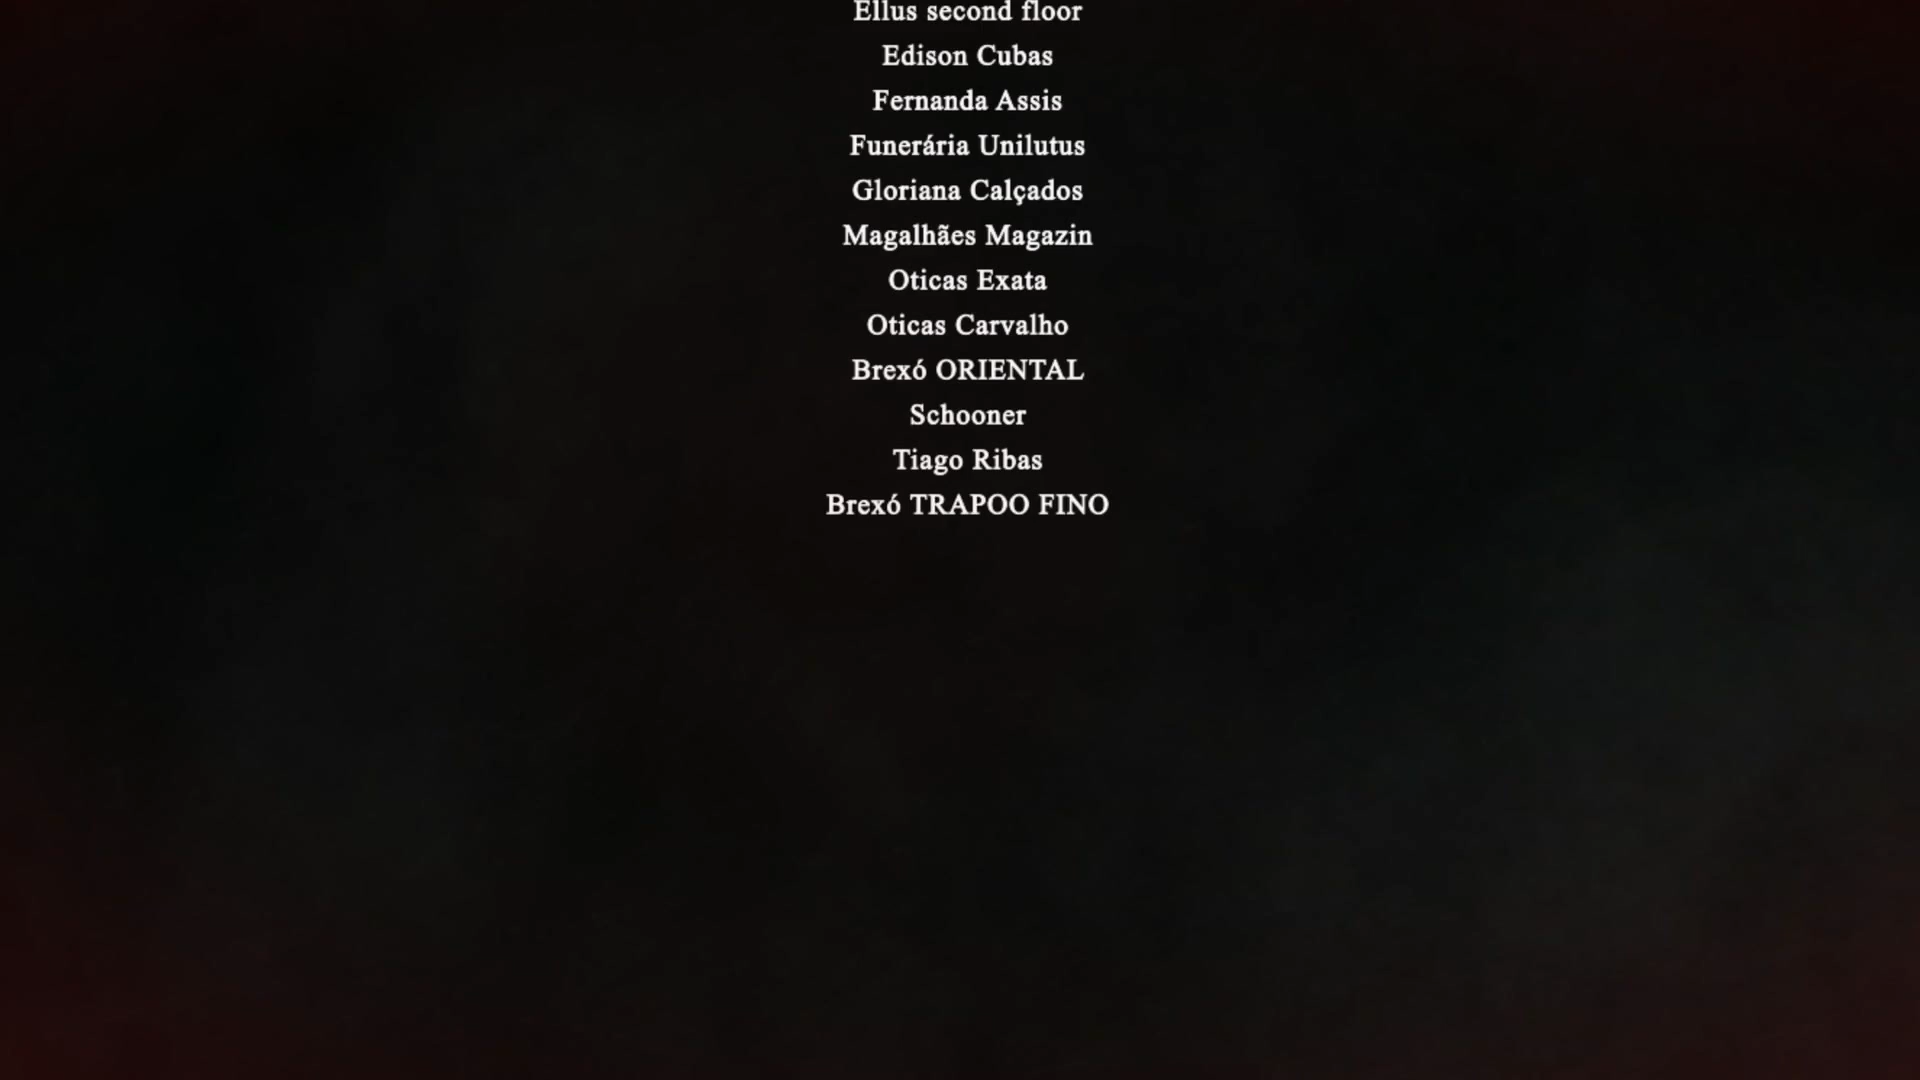 Ellus second floor
Edison Cubas
Fernanda Assis
Funerária Unilutus
Gloriana Calçados
Magalhães Magazin
Oticas Exata
Oticas Carvalho
Brexó ORIENTAL
Schooner
Tiago Ribas
Brexó TRAPOO FINO